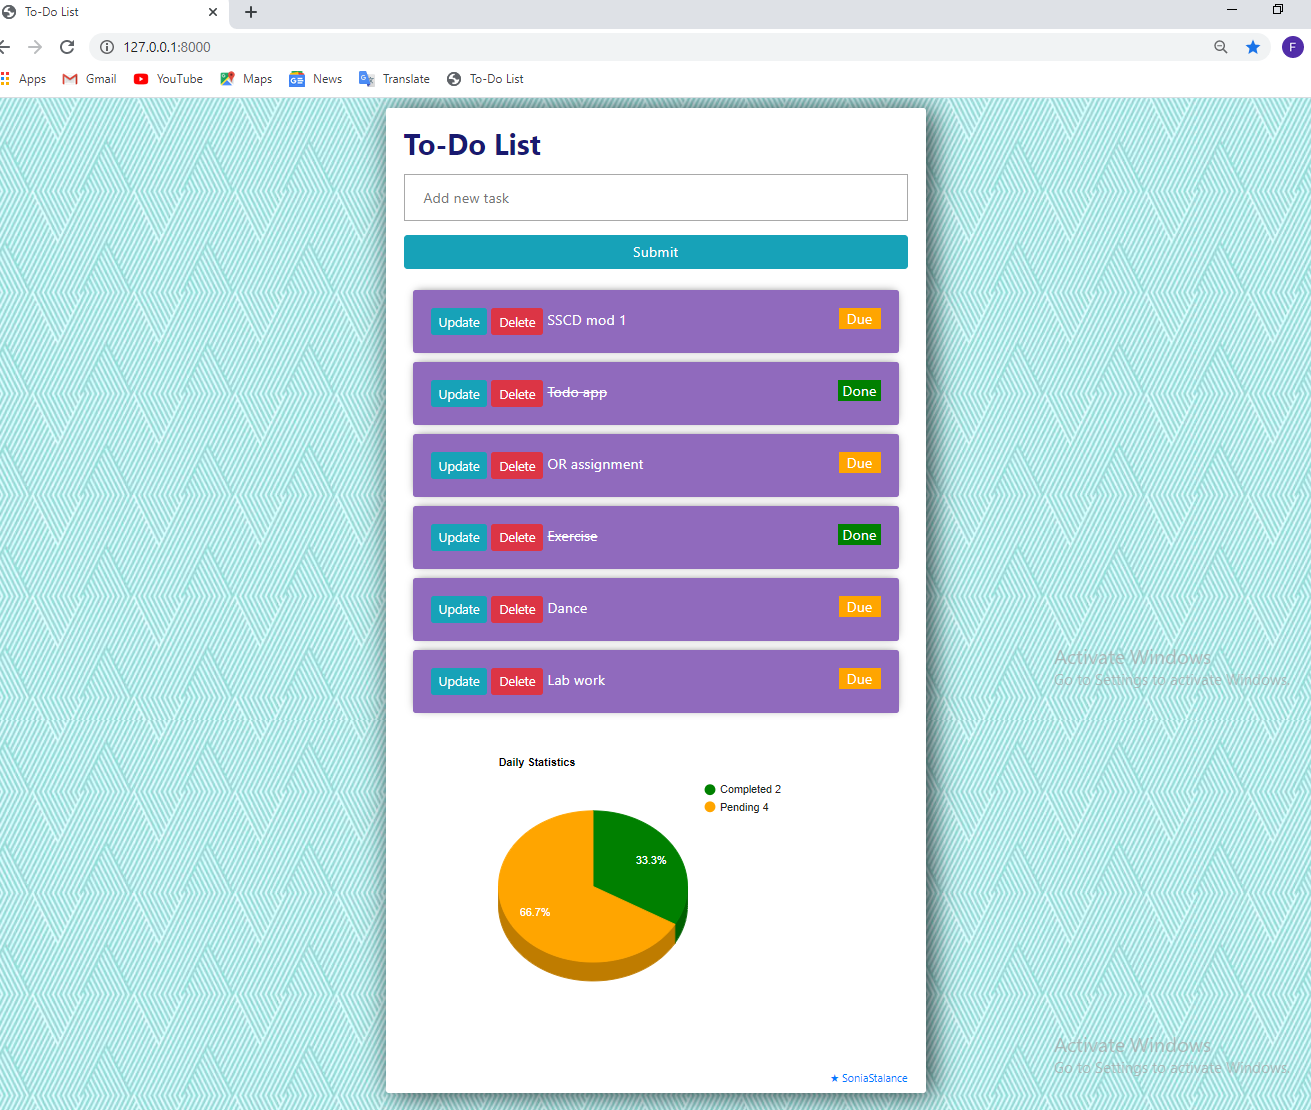 To-Do List
127.0.0.1:8000
F
Apps Gmail YouTube Maps News Translate To-Do List
To-Do List
Add new task
Submit
Update Delete SSCD mod 1 Due
Update Delete Todo app Done
Update Delete OR assignment Due
Update Delete Exercise Done
Update Delete Dance Due
Update Delete Lab work Due
Activate Windows
Go to Settings to activate Windows.
Daily Statistics
Completed 2
Pending 4
33.3%
66.7%
Activate Windows
Go to Settings to activate Windows.
★ SoniaStalance